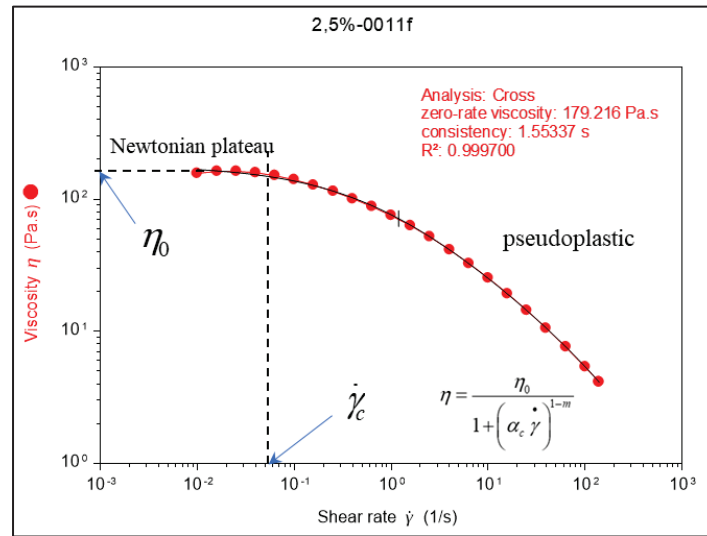 2,5%-0011f
10³
Analysis: Cross
zero-rate viscosity: 179.216 Pa.s
consistency: 1.55337 s
R²: 0.999700
Newtonian plateau
10²
η₀
pseudoplastic
Viscosity η (Pa.s)
10¹
γ̇c
η = η₀ / 1+(αc γ̇)^1−m
10⁰
10⁻³ 10⁻² 10⁻¹ 10⁰ 10¹ 10² 10³
Shear rate γ̇ (1/s)